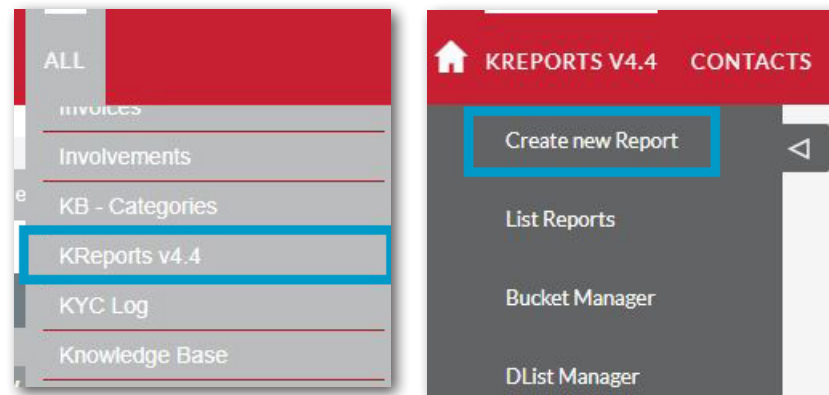 ALL
Invoices
Involvements
KB - Categories
KReports v4.4
KYC Log
Knowledge Base
KREPORTS V4.4 CONTACTS
Create new Report
List Reports
Bucket Manager
DList Manager